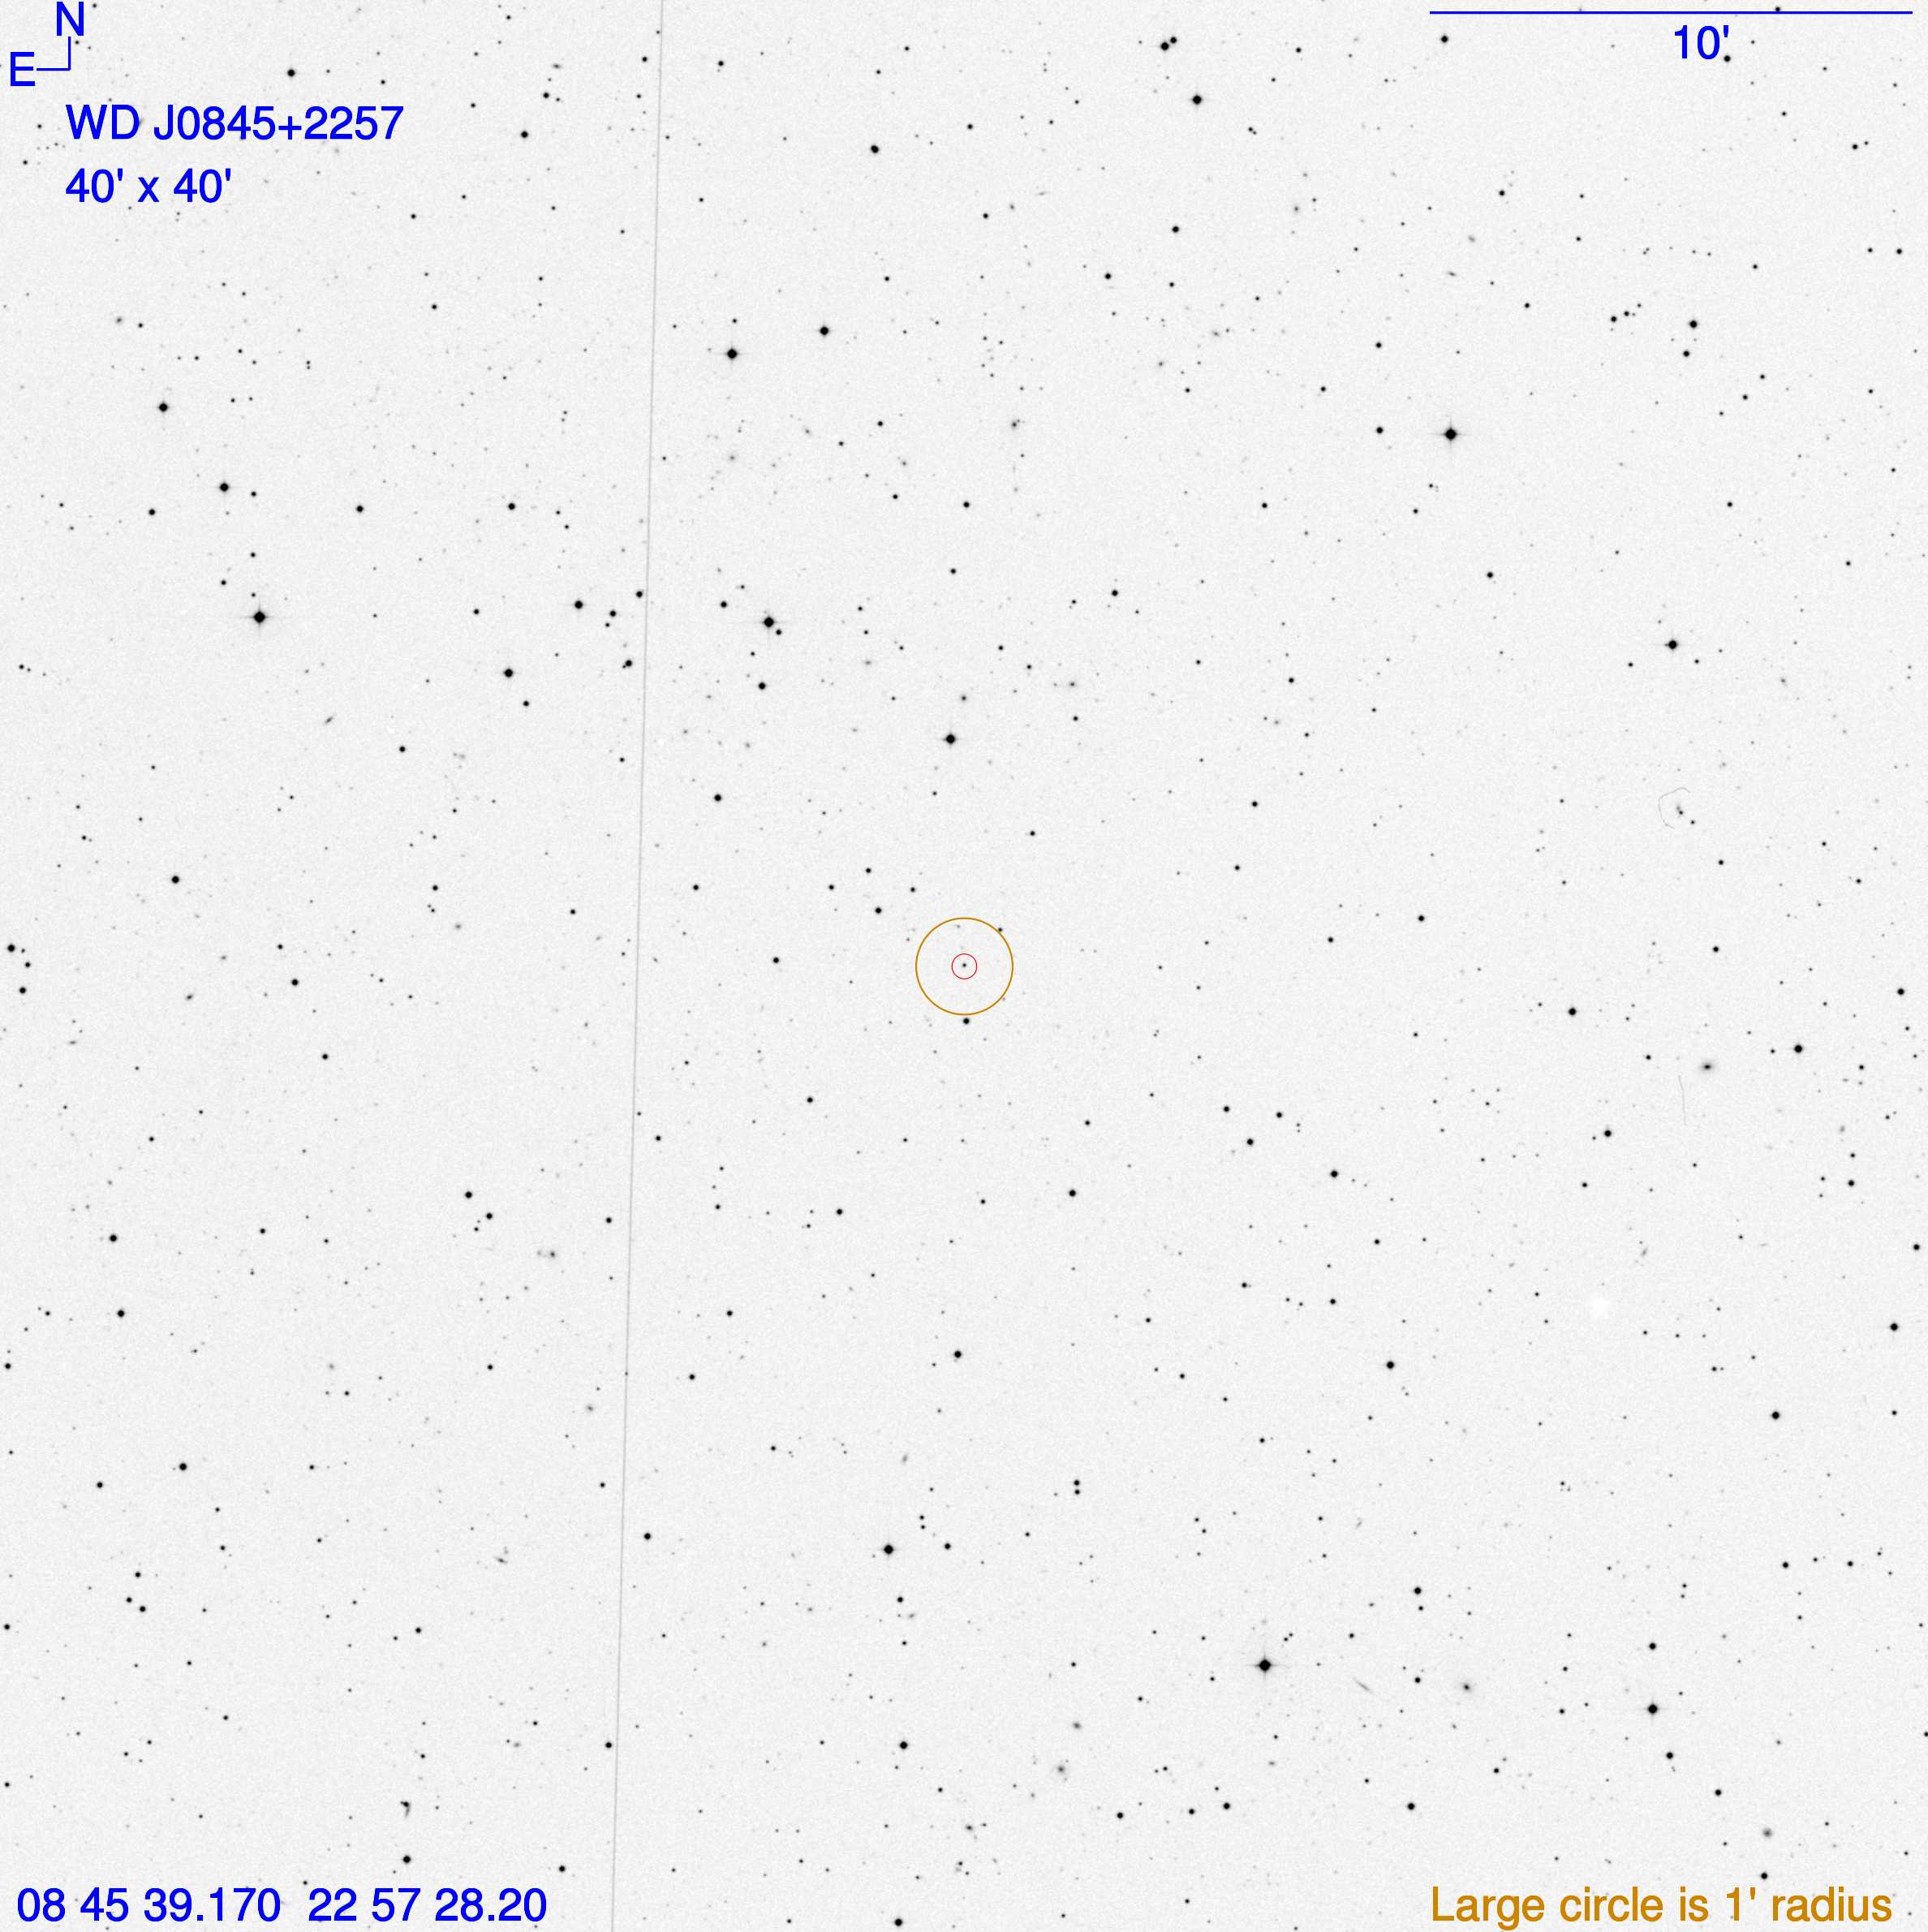 N
E
10'
WD J0845+2257
40' x 40'
08 45 39.170  22 57 28.20
Large circle is 1' radius